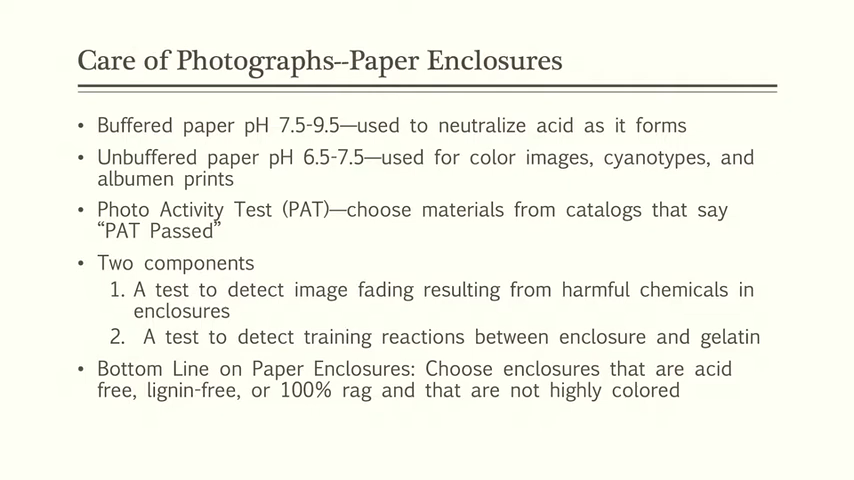 Care of Photographs--Paper Enclosures
• Buffered paper pH 7.5-9.5—used to neutralize acid as it forms
• Unbuffered paper pH 6.5-7.5—used for color images, cyanotypes, and
albumen prints
• Photo Activity Test (PAT)—choose materials from catalogs that say
“PAT Passed”
• Two components
1. A test to detect image fading resulting from harmful chemicals in
enclosures
2. A test to detect training reactions between enclosure and gelatin
• Bottom Line on Paper Enclosures: Choose enclosures that are acid
free, lignin-free, or 100% rag and that are not highly colored